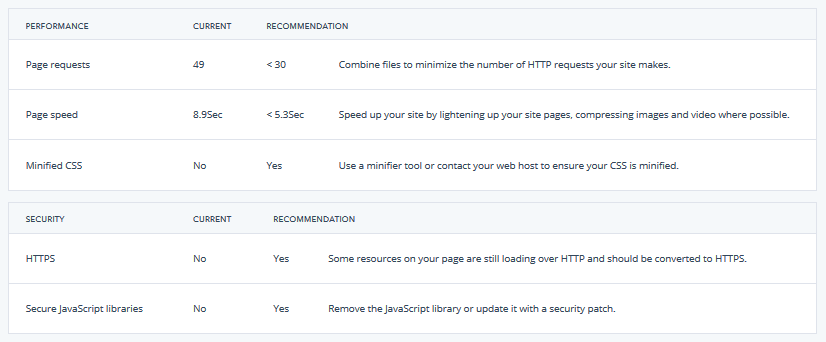 PERFORMANCE CURRENT RECOMMENDATION
Page requests 49 < 30 Combine files to minimize the number of HTTP requests your site makes.
Page speed 8.9Sec < 5.3Sec Speed up your site by lightening up your site pages, compressing images and video where possible.
Minified CSS No Yes Use a minifier tool or contact your web host to ensure your CSS is minified.
SECURITY CURRENT RECOMMENDATION
HTTPS No Yes Some resources on your page are still loading over HTTP and should be converted to HTTPS.
Secure JavaScript libraries No Yes Remove the JavaScript library or update it with a security patch.